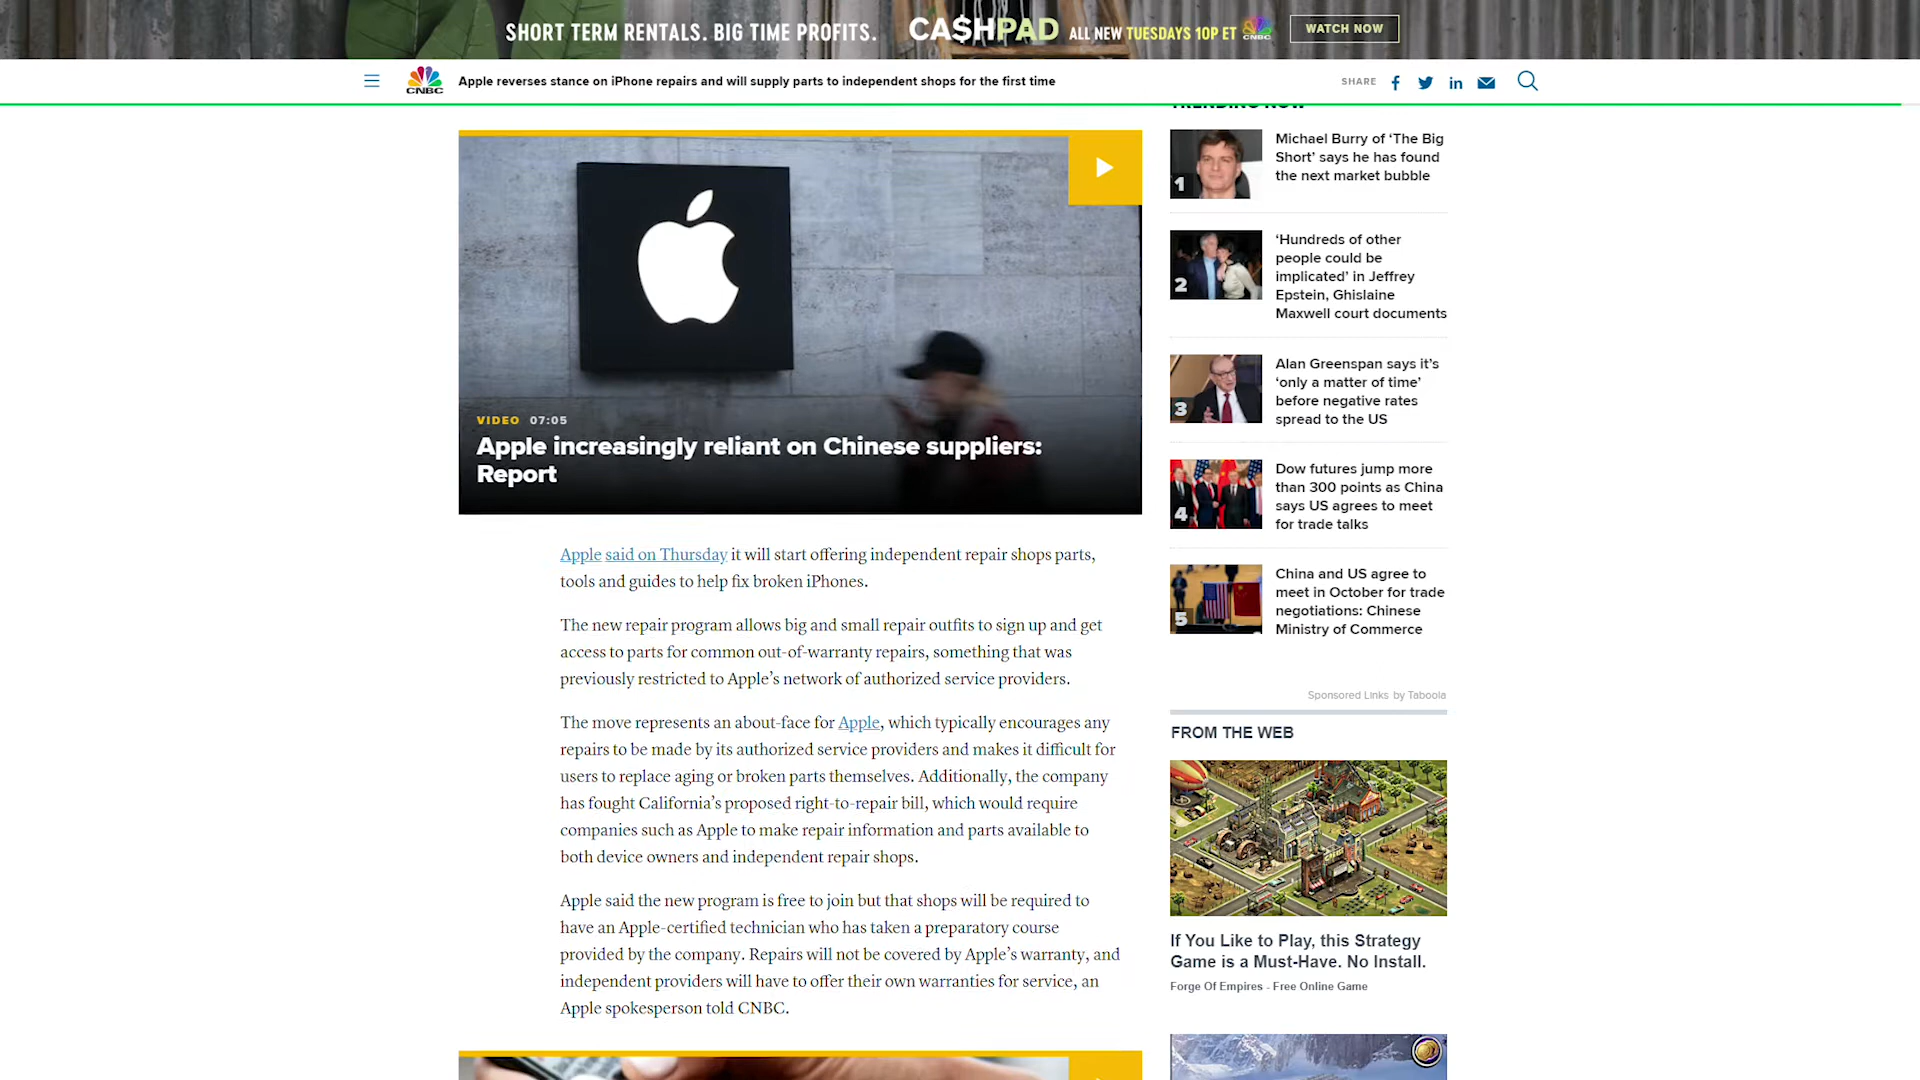 SHORT TERM RENTALS. BIG TIME PROFITS.
CA$HPAD
ALL NEW TUESDAYS 10P ET
CNBC
WATCH NOW
CNBC
Apple reverses stance on iPhone repairs and will supply parts to independent shops for the first time
SHARE
TRENDING NOW
VIDEO 07:05
Apple increasingly reliant on Chinese suppliers:
Report
Apple said on Thursday it will start offering independent repair shops parts,
tools and guides to help fix broken iPhones.
The new repair program allows big and small repair outfits to sign up and get
access to parts for common out-of-warranty repairs, something that was
previously restricted to Apple’s network of authorized service providers.
The move represents an about-face for Apple, which typically encourages any
repairs to be made by its authorized service providers and makes it difficult for
users to replace aging or broken parts themselves. Additionally, the company
has fought California’s proposed right-to-repair bill, which would require
companies such as Apple to make repair information and parts available to
both device owners and independent repair shops.
Apple said the new program is free to join but that shops will be required to
have an Apple-certified technician who has taken a preparatory course
provided by the company. Repairs will not be covered by Apple’s warranty, and
independent providers will have to offer their own warranties for service, an
Apple spokesperson told CNBC.
1
Michael Burry of ‘The Big
Short’ says he has found
the next market bubble
2
‘Hundreds of other
people could be
implicated’ in Jeffrey
Epstein, Ghislaine
Maxwell court documents
3
Alan Greenspan says it’s
‘only a matter of time’
before negative rates
spread to the US
4
Dow futures jump more
than 300 points as China
says US agrees to meet
for trade talks
5
China and US agree to
meet in October for trade
negotiations: Chinese
Ministry of Commerce
Sponsored Links by Taboola
FROM THE WEB
If You Like to Play, this Strategy
Game is a Must-Have. No Install.
Forge Of Empires - Free Online Game